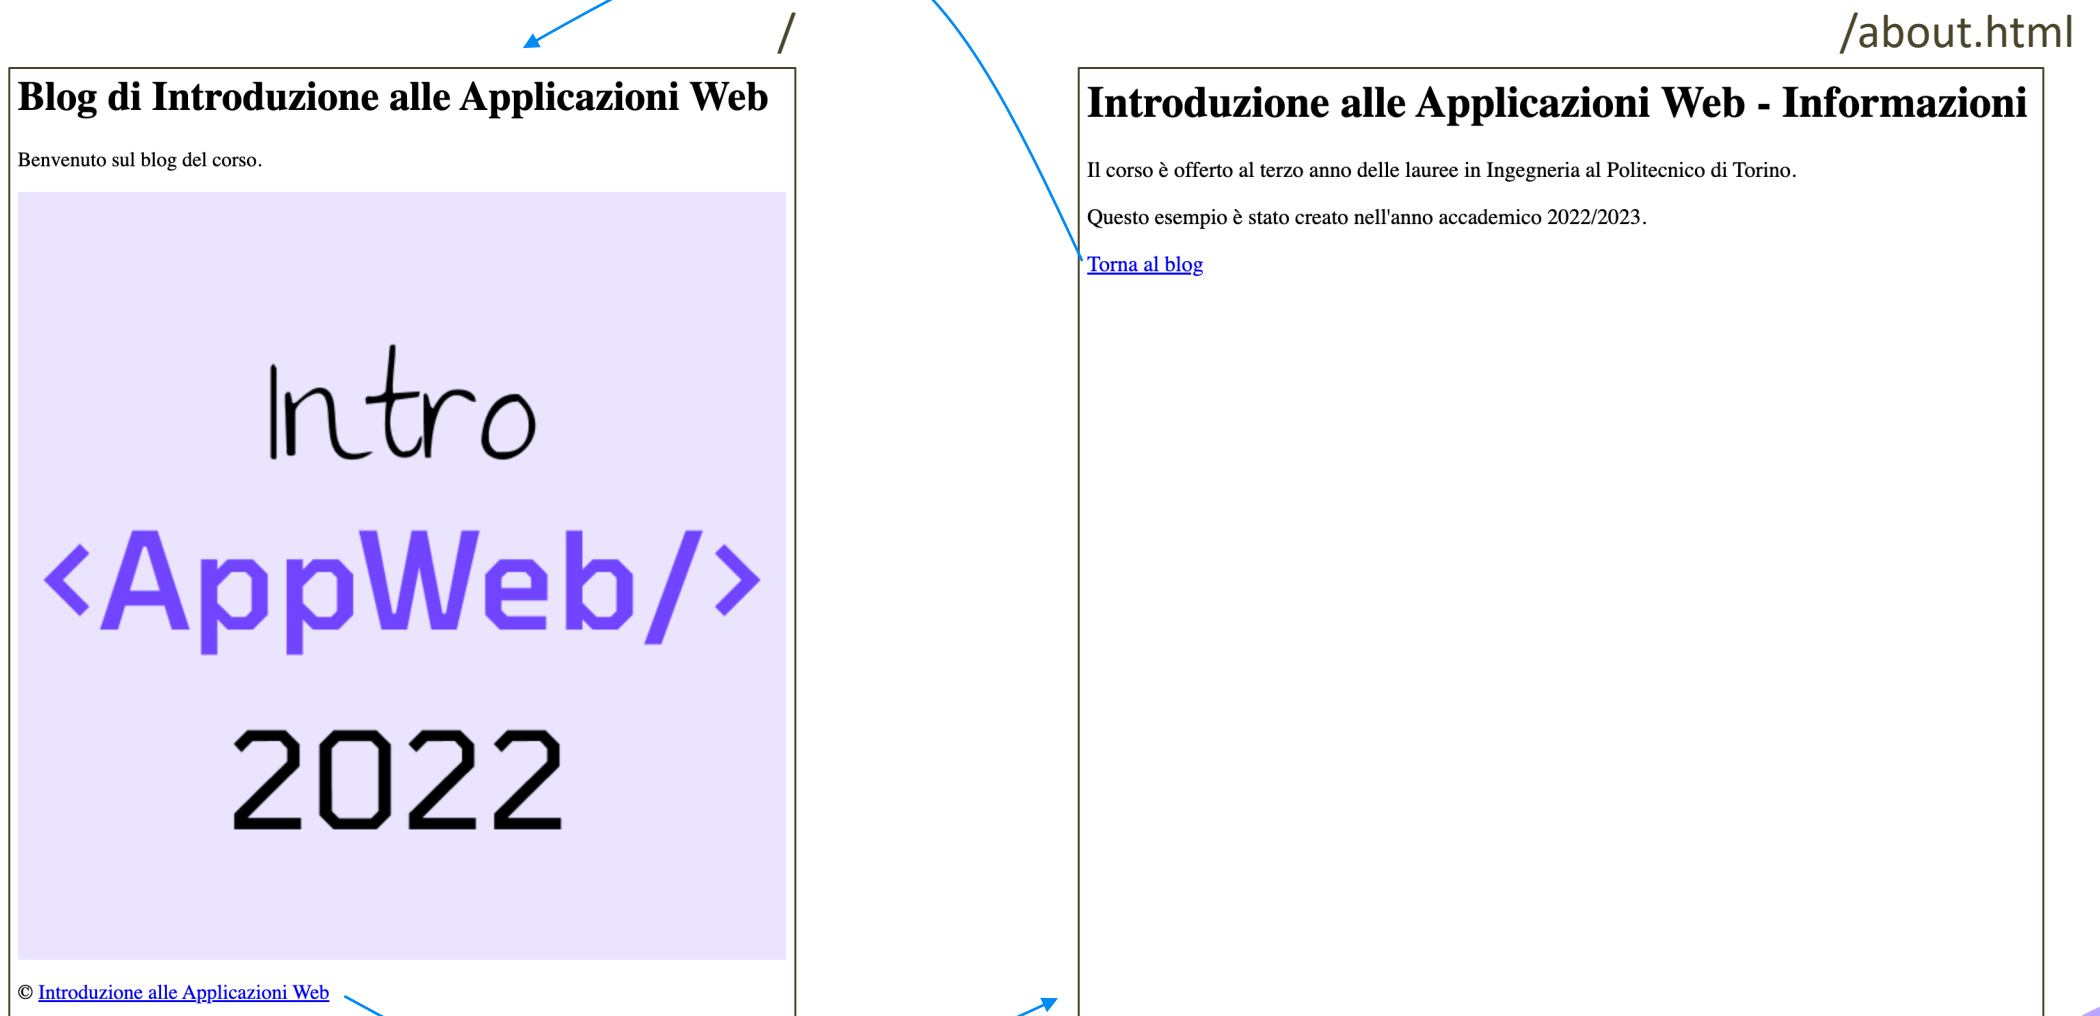 /
Blog di Introduzione alle Applicazioni Web
Benvenuto sul blog del corso.
Intro
<AppWeb/>
2022
© Introduzione alle Applicazioni Web
/about.html
Introduzione alle Applicazioni Web - Informazioni
Il corso è offerto al terzo anno delle lauree in Ingegneria al Politecnico di Torino.
Questo esempio è stato creato nell'anno accademico 2022/2023.
Torna al blog